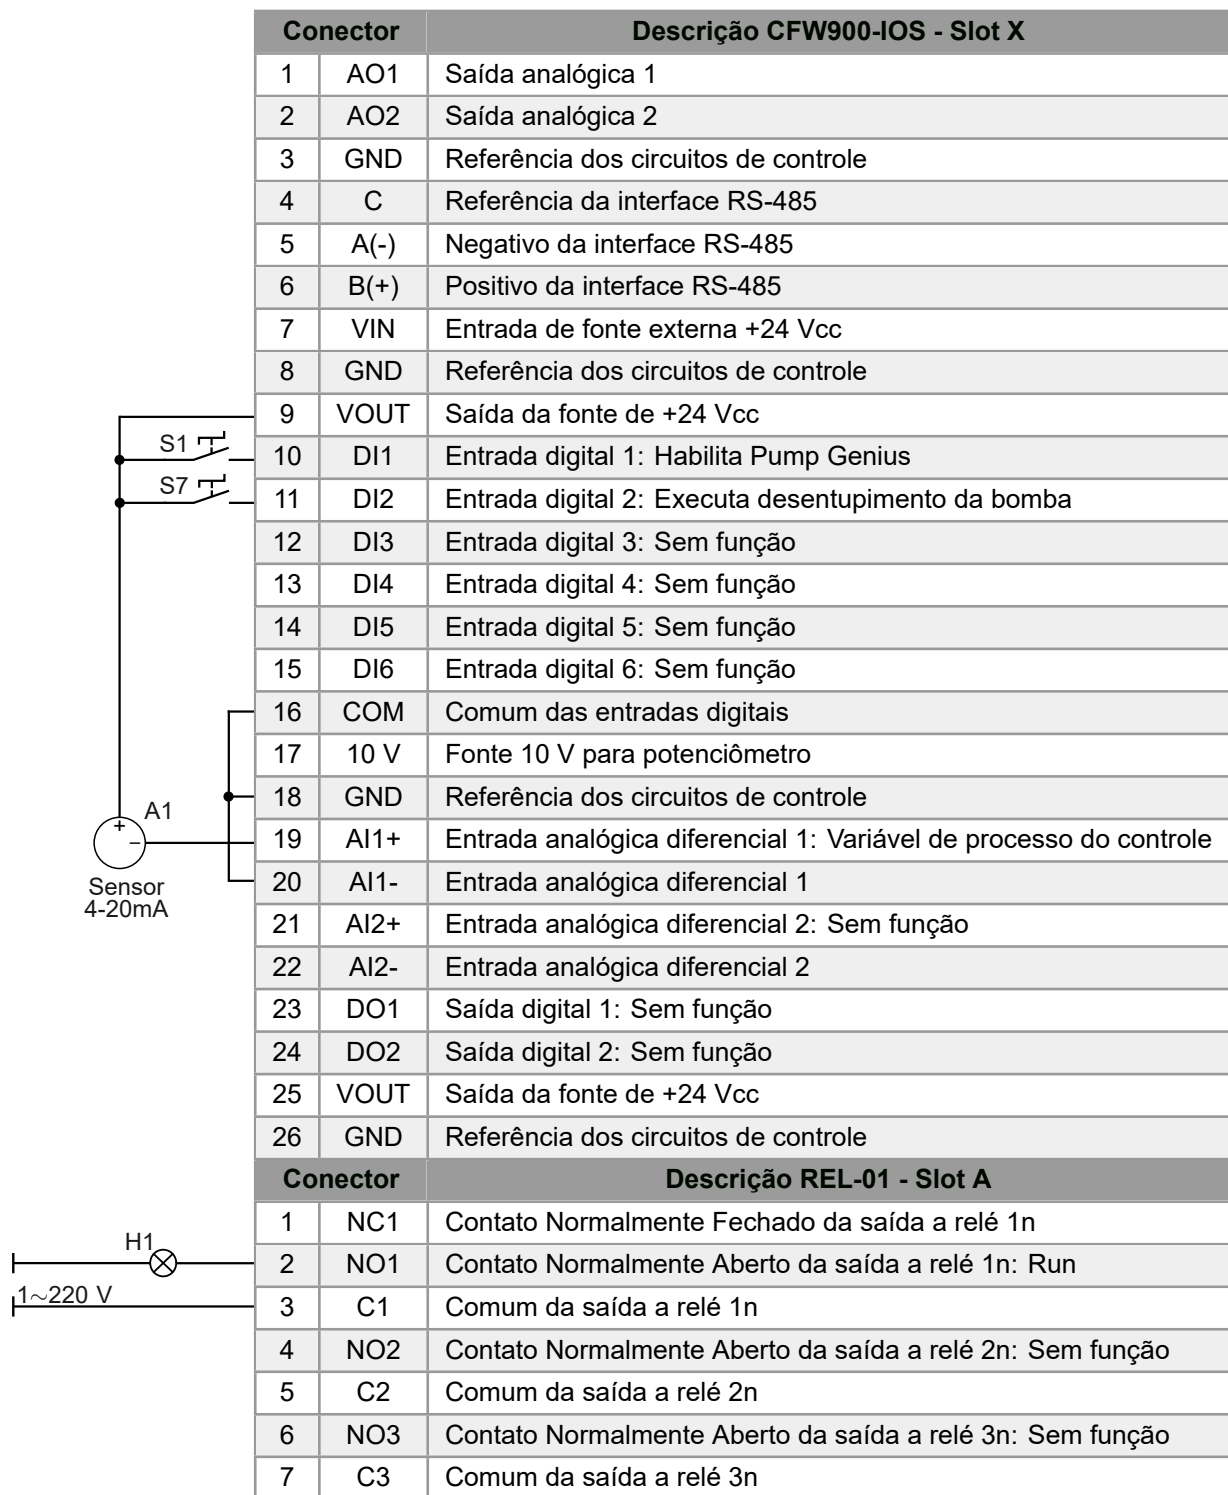 Conector Descrição CFW900-IOS - Slot X
1 AO1 Saída analógica 1
2 AO2 Saída analógica 2
3 GND Referência dos circuitos de controle
4 C Referência da interface RS-485
5 A(-) Negativo da interface RS-485
6 B(+) Positivo da interface RS-485
7 VIN Entrada de fonte externa +24 Vcc
8 GND Referência dos circuitos de controle
9 VOUT Saída da fonte de +24 Vcc
S1 10 DI1 Entrada digital 1: Habilita Pump Genius
S7 11 DI2 Entrada digital 2: Executa desentupimento da bomba
12 DI3 Entrada digital 3: Sem função
13 DI4 Entrada digital 4: Sem função
14 DI5 Entrada digital 5: Sem função
15 DI6 Entrada digital 6: Sem função
16 COM Comum das entradas digitais
17 10 V Fonte 10 V para potenciômetro
18 GND Referência dos circuitos de controle
A1
+ − 19 AI1+ Entrada analógica diferencial 1: Variável de processo do controle
Sensor 20 AI1- Entrada analógica diferencial 1
4-20mA
21 AI2+ Entrada analógica diferencial 2: Sem função
22 AI2- Entrada analógica diferencial 2
23 DO1 Saída digital 1: Sem função
24 DO2 Saída digital 2: Sem função
25 VOUT Saída da fonte de +24 Vcc
26 GND Referência dos circuitos de controle
Conector Descrição REL-01 - Slot A
1 NC1 Contato Normalmente Fechado da saída a relé 1n
H1 2 NO1 Contato Normalmente Aberto da saída a relé 1n: Run
1~220 V 3 C1 Comum da saída a relé 1n
4 NO2 Contato Normalmente Aberto da saída a relé 2n: Sem função
5 C2 Comum da saída a relé 2n
6 NO3 Contato Normalmente Aberto da saída a relé 3n: Sem função
7 C3 Comum da saída a relé 3n